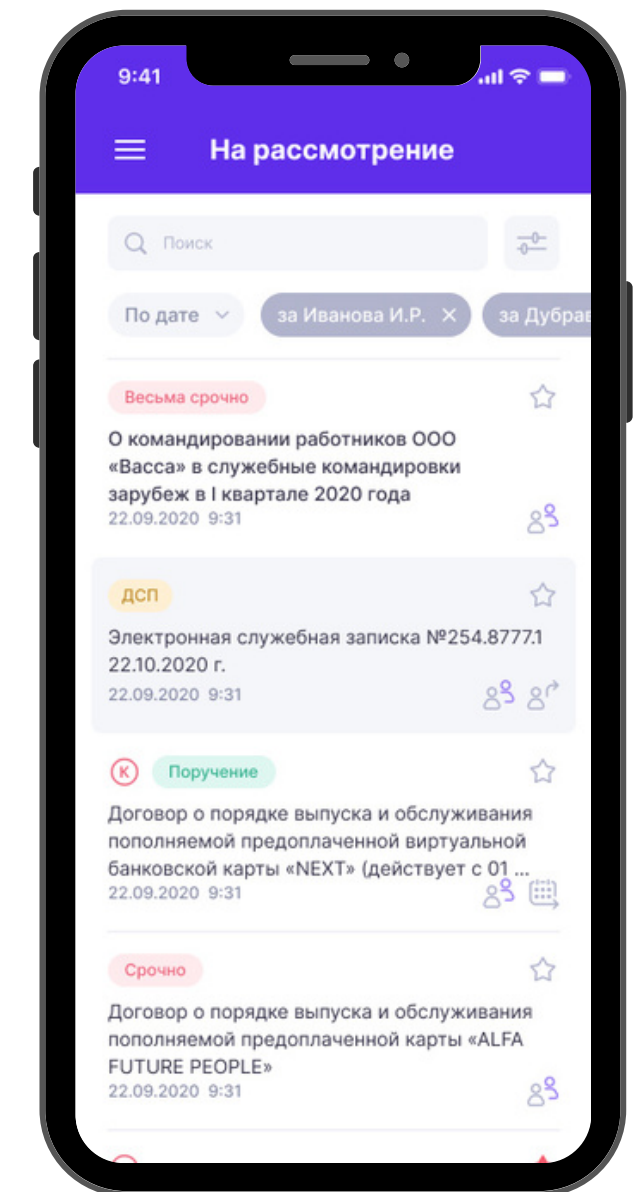 9:41
На рассмотрение
Поиск
По дате
за Иванова И.Р.
за Дубрав
Весьма срочно
О командировании работников ООО
«Васса» в служебные командировки
зарубеж в I квартале 2020 года
22.09.2020 9:31
ДСП
Электронная служебная записка №254.8777.1
22.10.2020 г.
22.09.2020 9:31
К Поручение
Договор о порядке выпуска и обслуживания
пополняемой предоплаченной виртуальной
банковской карты «NEXT» (действует с 01 ...
22.09.2020 9:31
Срочно
Договор о порядке выпуска и обслуживания
пополняемой предоплаченной карты «ALFA
FUTURE PEOPLE»
22.09.2020 9:31